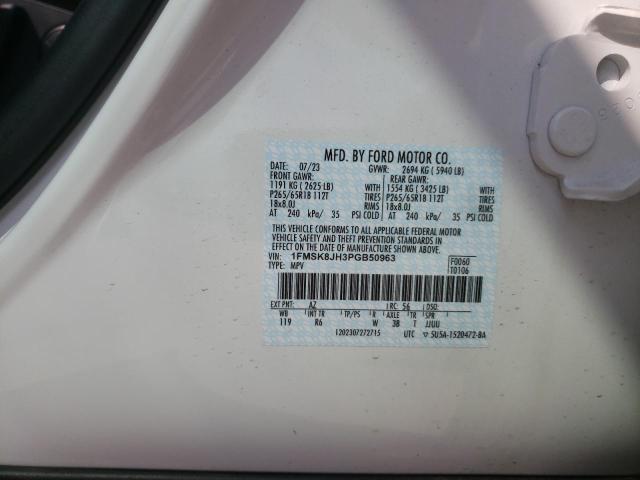 MFD. BY FORD MOTOR CO.
DATE: 07/23 GVWR: 2694 KG ( 5940 LB)
FRONT GAWR: REAR GAWR:
1191 KG ( 2625 LB) WITH 1554 KG ( 3425 LB) WITH
P265/65R18 112T TIRES P265/65R18 112T TIRES
18x8.0J RIMS 18x8.0J RIMS
AT 240 kPa/ 35 PSI COLD AT 240 kPa/ 35 PSI COLD
THIS VEHICLE CONFORMS TO ALL APPLICABLE FEDERAL MOTOR
VEHICLE SAFETY AND BUMPER STANDARDS IN EFFECT ON THE
DATE OF MANUFACTURE SHOWN ABOVE.
VIN: 1FMSK8JH3PGB50963 F0060
TYPE: MPV T0106
EXT PNT: AZ RC: 56 DSO:
WB INT TR TP/PS R AXLE TR SPR
119 R6 W 3B T JJUU
1202307272715 UTC 5U5A-1520472-BA